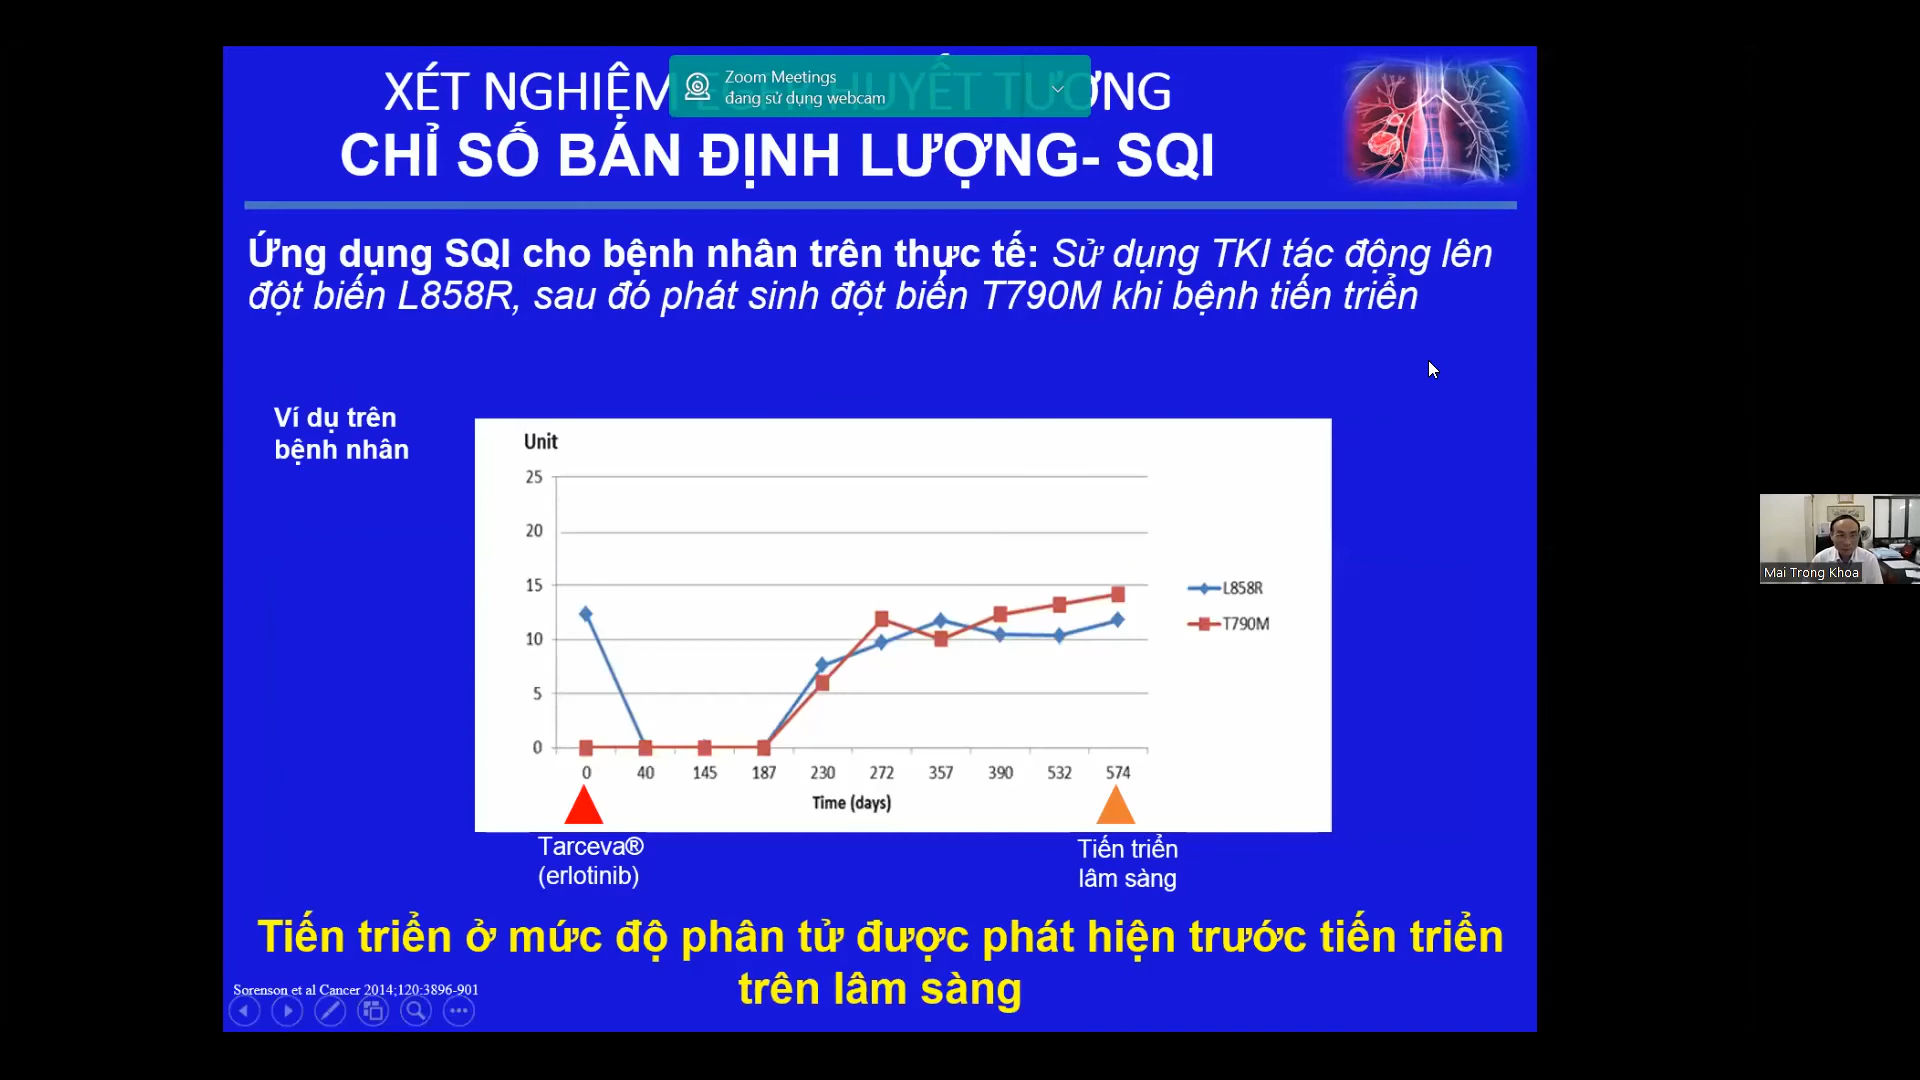 XÉT NGHIỆM EGFR HUYẾT TƯƠNG
Zoom Meetings
đang sử dụng webcam
CHỈ SỐ BÁN ĐỊNH LƯỢNG- SQI
Ứng dụng SQI cho bệnh nhân trên thực tế: Sử dụng TKI tác động lên
đột biến L858R, sau đó phát sinh đột biến T790M khi bệnh tiến triển
Ví dụ trên
bệnh nhân
Unit
25
20
15
10
5
0
L858R
T790M
0 40 145 187 230 272 357 390 532 574
Time (days)
Tarceva®
(erlotinib)
Tiến triển
lâm sàng
Mai Trong Khoa
Tiến triển ở mức độ phân tử được phát hiện trước tiến triển
trên lâm sàng
Sorenson et al Cancer 2014;120:3896-901